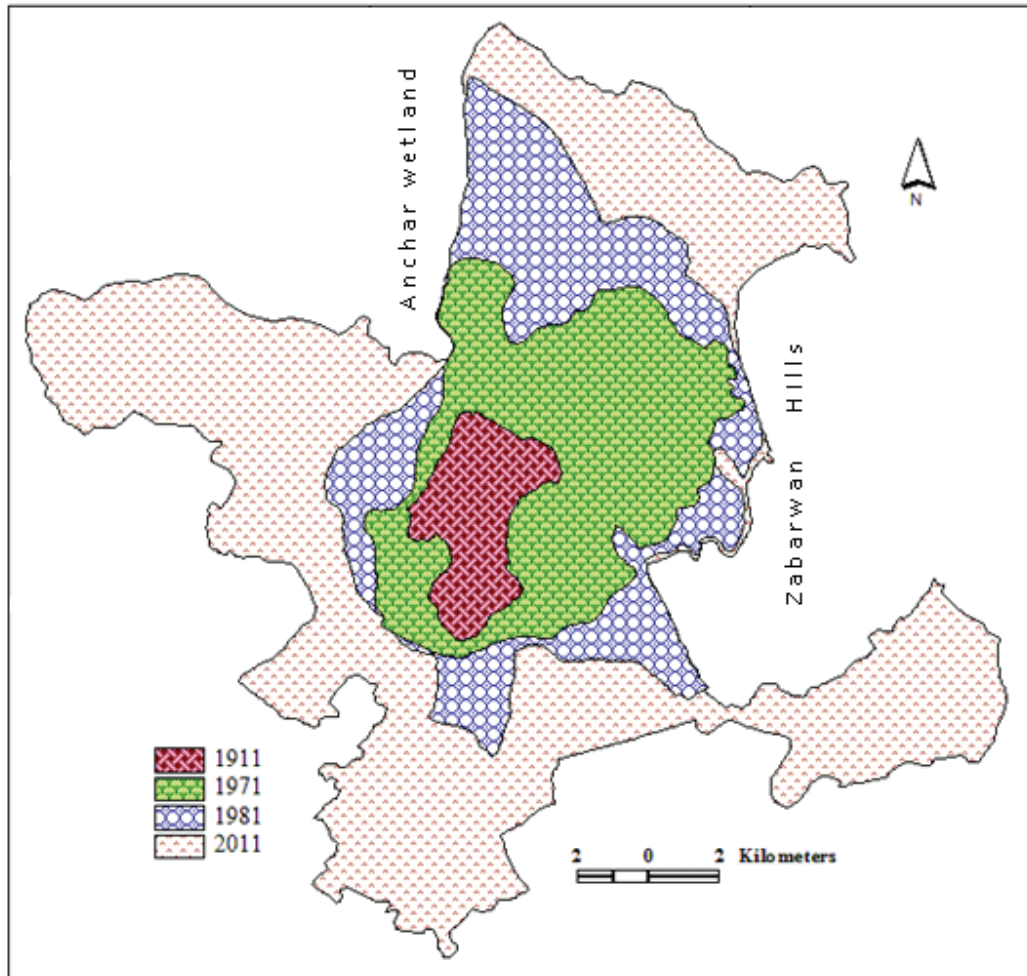 Anchar wetland
N
Zabarwan Hills
1911
1971
1981
2011
2 0 2 Kilometers